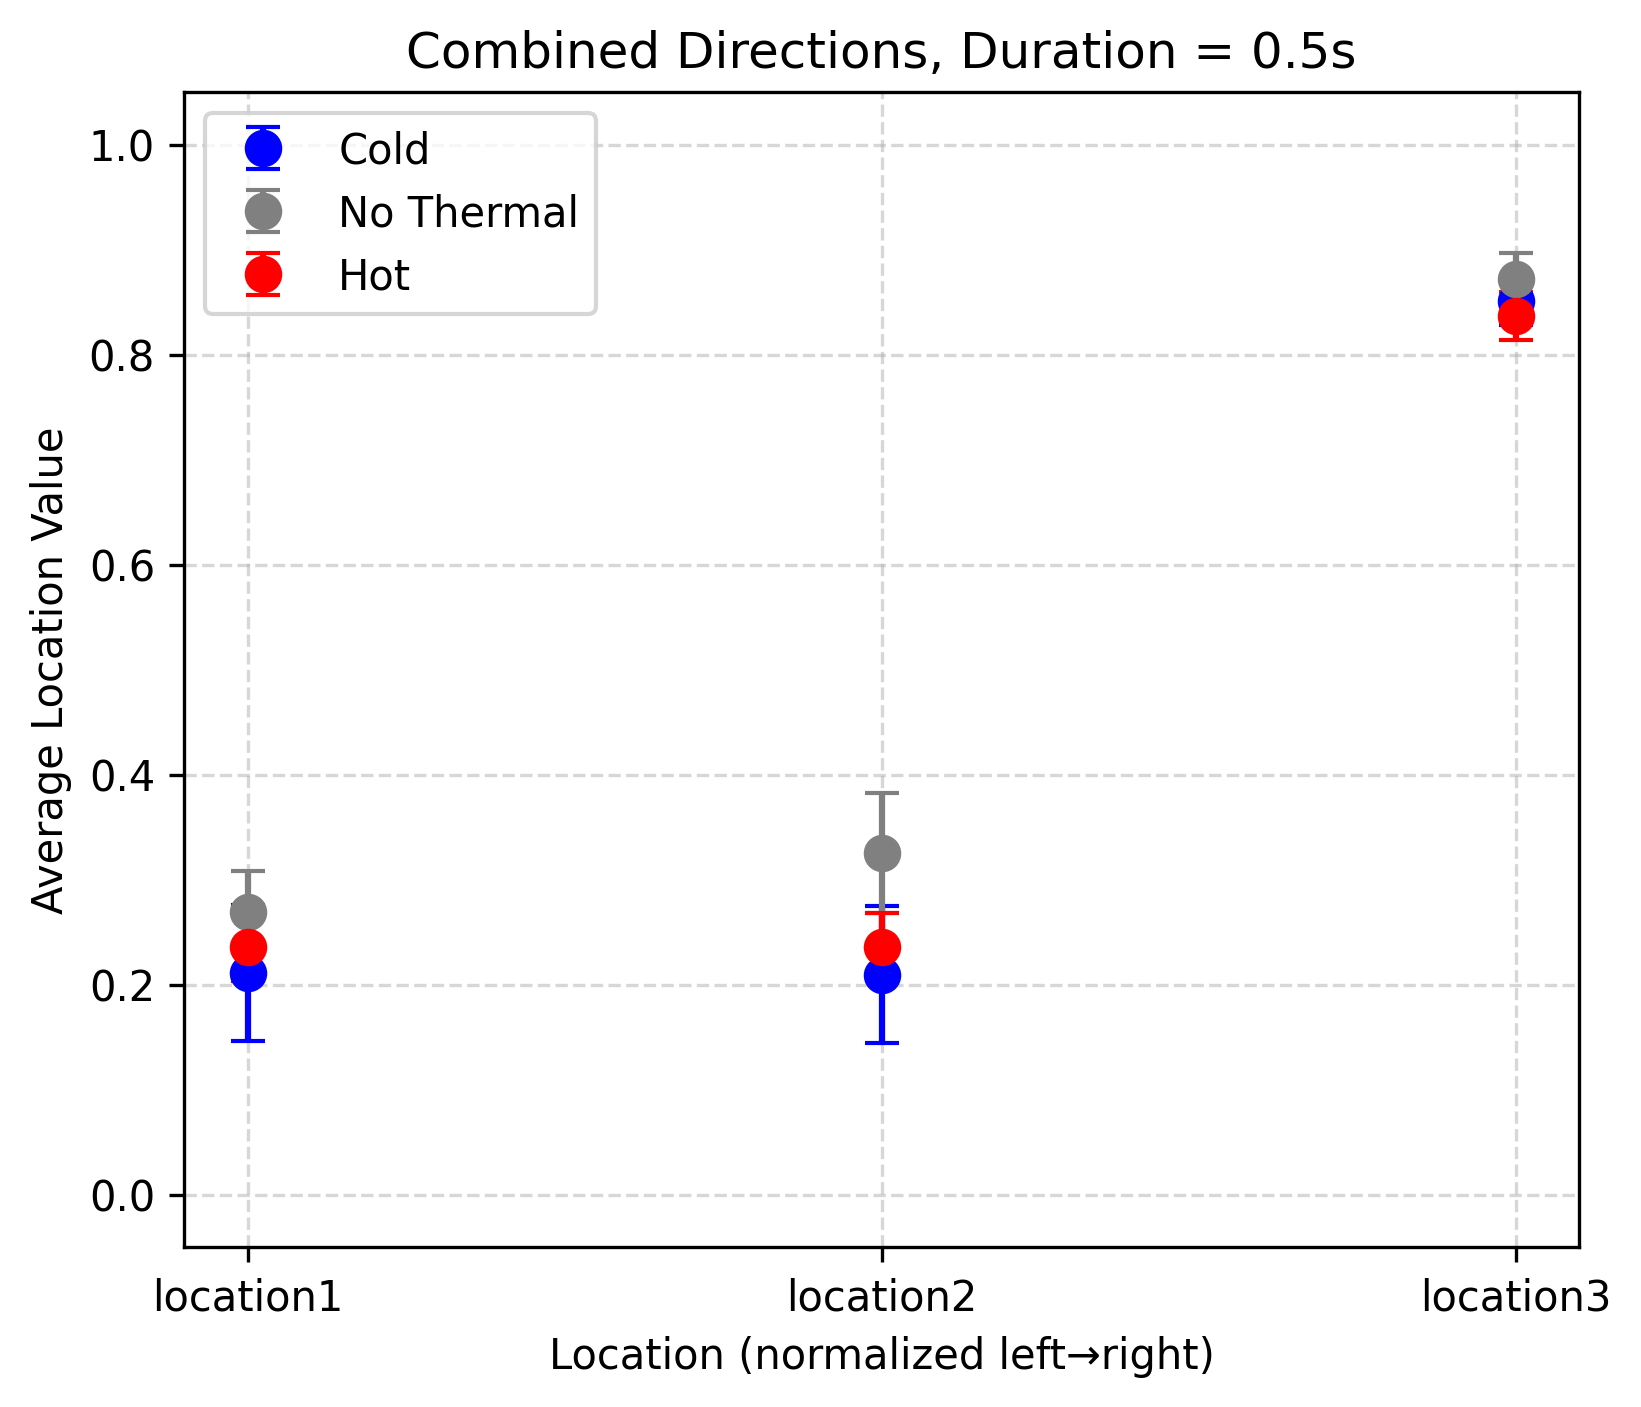 Combined Directions, Duration = 0.5s
Cold
No Thermal
Hot
1.0
0.8
0.6
0.4
0.2
0.0
Average Location Value
location1
location2
location3
Location (normalized left→right)